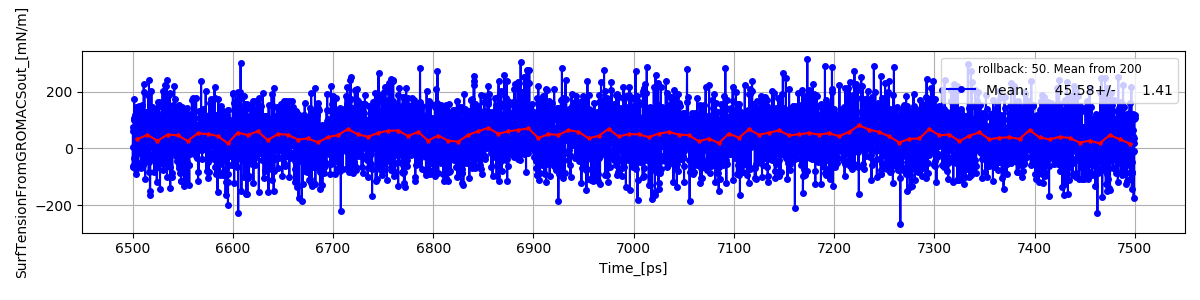 SurfTensionFromGROMACSout_[mN/m]
200
0
−200
rollback: 50. Mean from 200
Mean: 45.58+/- 1.41
6500 6600 6700 6800 6900 7000 7100 7200 7300 7400 7500
Time_[ps]